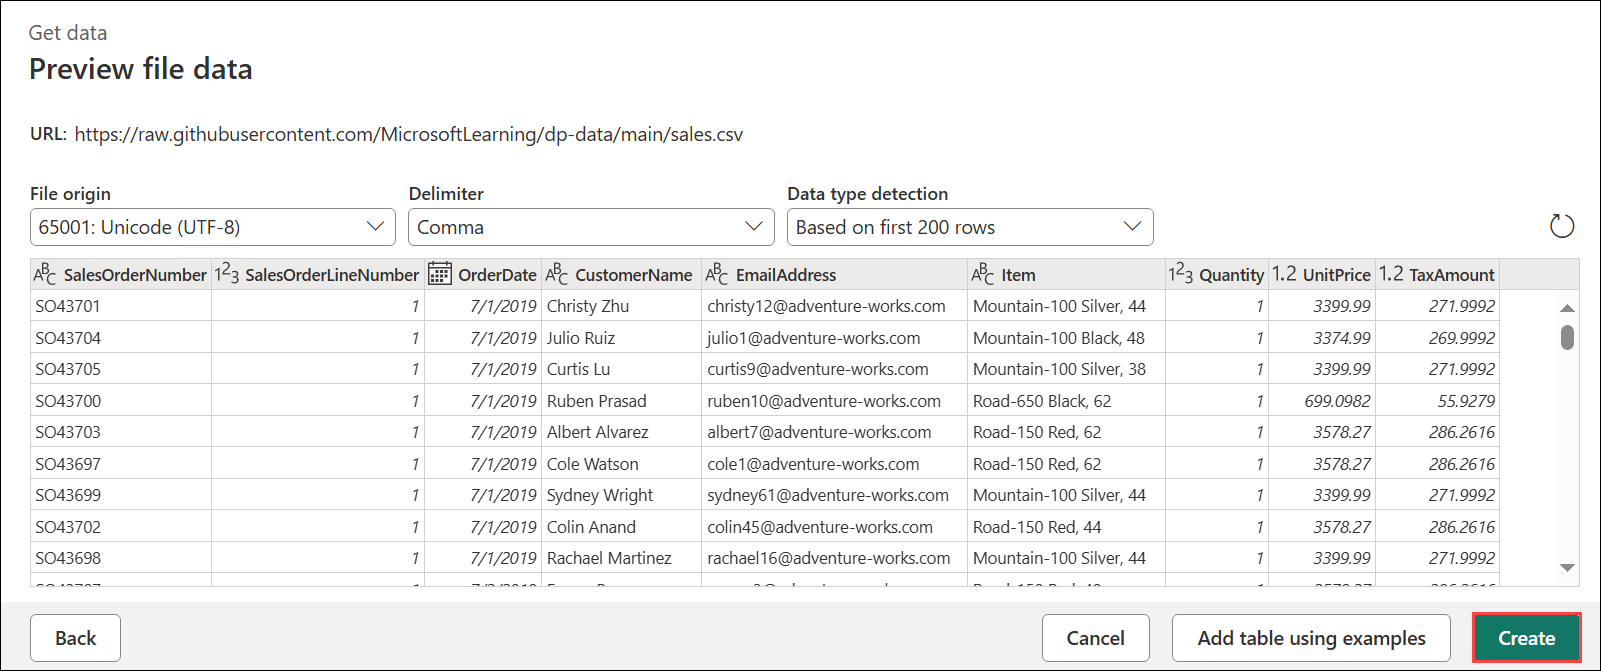 Get data
Preview file data
URL: https://raw.githubusercontent.com/MicrosoftLearning/dp-data/main/sales.csv
File origin Delimiter Data type detection
65001: Unicode (UTF-8) Comma Based on first 200 rows
ABC SalesOrderNumber 123 SalesOrderLineNumber OrderDate ABC CustomerName ABC EmailAddress ABC Item 123 Quantity 1.2 UnitPrice 1.2 TaxAmount
SO43701 1 7/1/2019 Christy Zhu christy12@adventure-works.com Mountain-100 Silver, 44 1 3399.99 271.9992
SO43704 1 7/1/2019 Julio Ruiz julio1@adventure-works.com Mountain-100 Black, 48 1 3374.99 269.9992
SO43705 1 7/1/2019 Curtis Lu curtis9@adventure-works.com Mountain-100 Silver, 38 1 3399.99 271.9992
SO43700 1 7/1/2019 Ruben Prasad ruben10@adventure-works.com Road-650 Black, 62 1 699.0982 55.9279
SO43703 1 7/1/2019 Albert Alvarez albert7@adventure-works.com Road-150 Red, 62 1 3578.27 286.2616
SO43697 1 7/1/2019 Cole Watson cole1@adventure-works.com Road-150 Red, 62 1 3578.27 286.2616
SO43699 1 7/1/2019 Sydney Wright sydney61@adventure-works.com Mountain-100 Silver, 44 1 3399.99 271.9992
SO43702 1 7/1/2019 Colin Anand colin45@adventure-works.com Road-150 Red, 44 1 3578.27 286.2616
SO43698 1 7/1/2019 Rachael Martinez rachael16@adventure-works.com Mountain-100 Silver, 44 1 3399.99 271.9992
Back Cancel Add table using examples Create